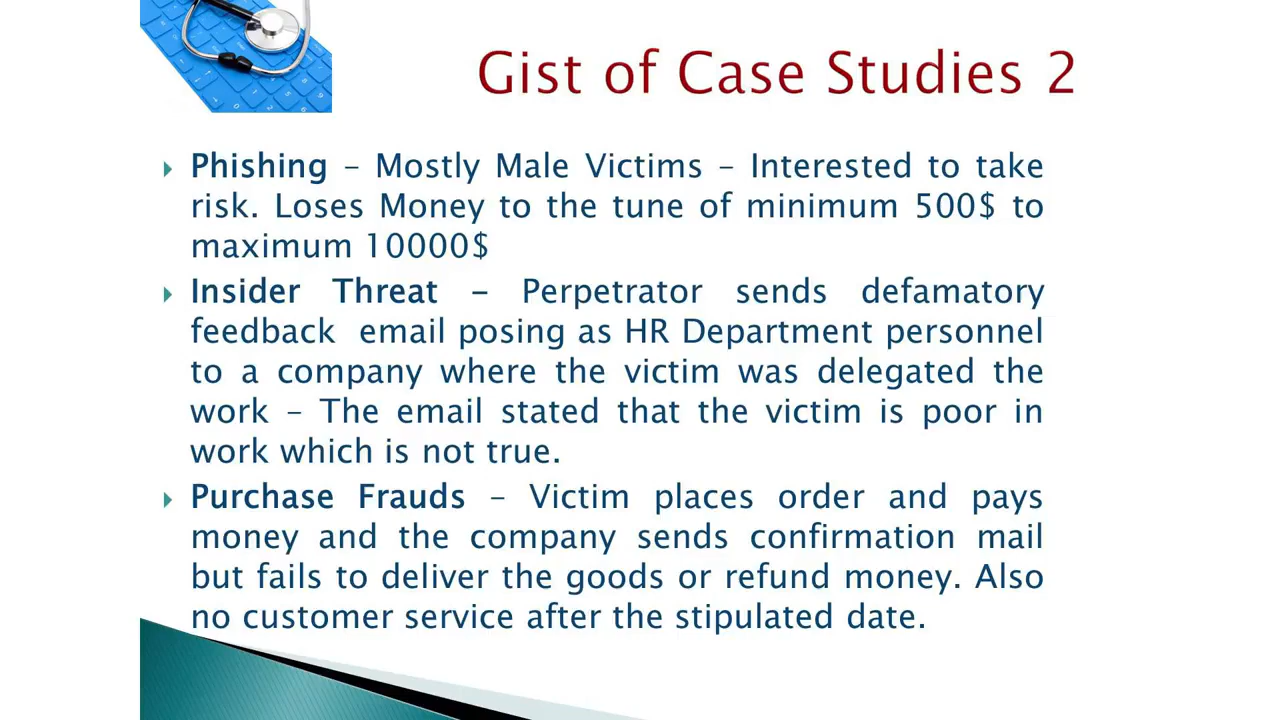 Gist of Case Studies 2
Phishing – Mostly Male Victims – Interested to take
risk. Loses Money to the tune of minimum 500$ to
maximum 10000$
Insider Threat – Perpetrator sends defamatory
feedback email posing as HR Department personnel
to a company where the victim was delegated the
work – The email stated that the victim is poor in
work which is not true.
Purchase Frauds – Victim places order and pays
money and the company sends confirmation mail
but fails to deliver the goods or refund money. Also
no customer service after the stipulated date.